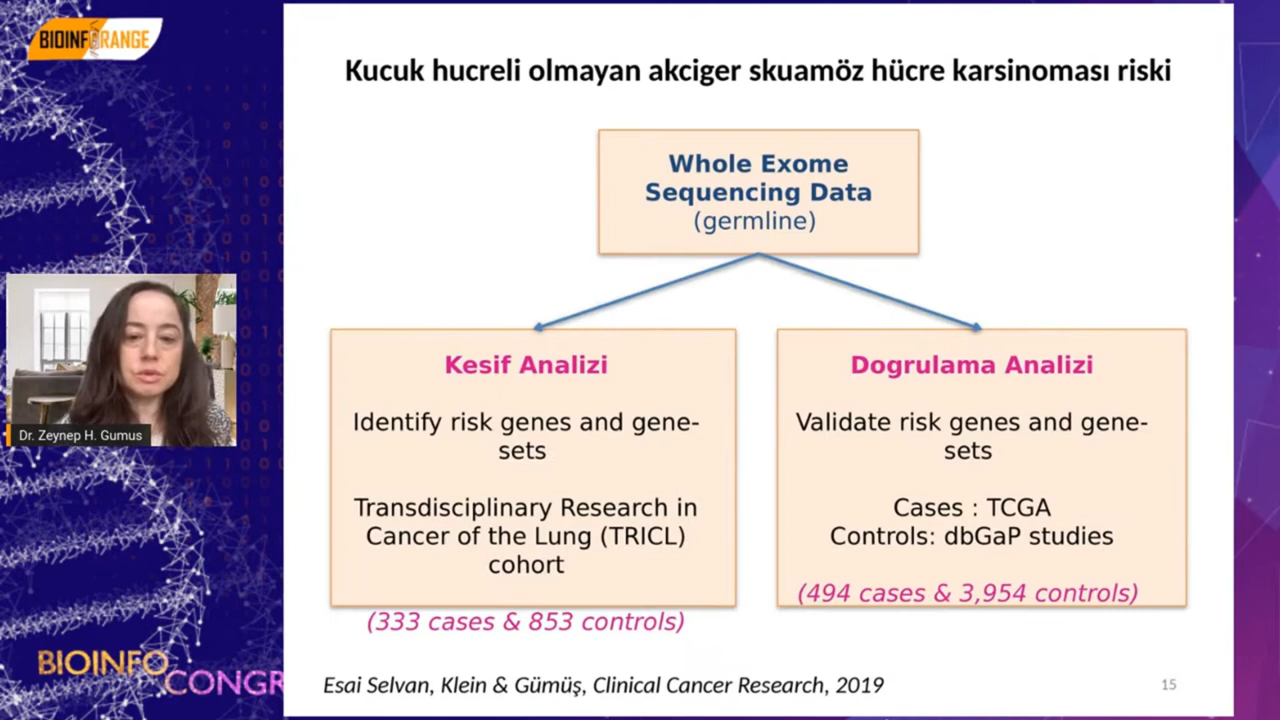 BIOINFORANGE
Kucuk hucreli olmayan akciger skuamöz hücre karsinoması riski
Whole Exome
Sequencing Data
(germline)
Kesif Analizi
Identify risk genes and gene-
sets
Transdisciplinary Research in
Cancer of the Lung (TRICL)
cohort
(333 cases & 853 controls)
Dogrulama Analizi
Validate risk genes and gene-
sets
Cases : TCGA
Controls: dbGaP studies
(494 cases & 3,954 controls)
Dr. Zeynep H. Gumus
BIOINFO
CONGR
Esai Selvan, Klein & Gümüş, Clinical Cancer Research, 2019
15